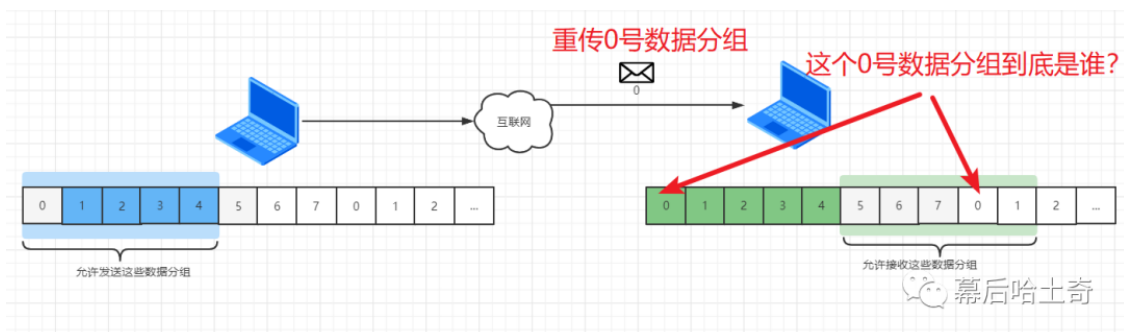 重传0号数据分组
这个0号数据分组到底是谁?
0
互联网
0 1 2 3 4 5 6 7 0 1 2 ...
0 1 2 3 4 5 6 7 0 1 2 ...
允许发送这些数据分组
允许接收这些数据分组
幕后哈土奇